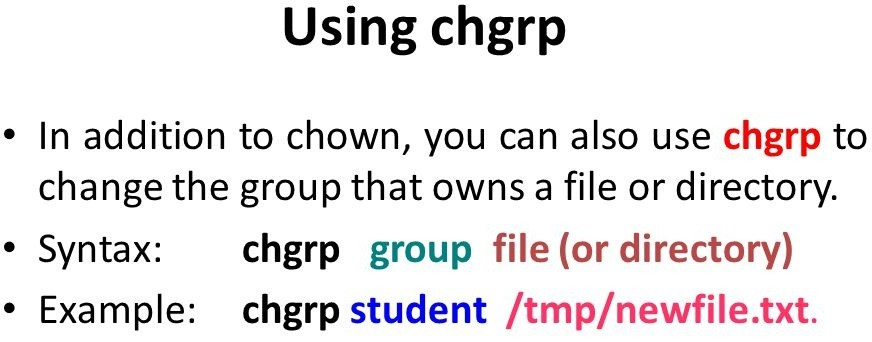 Using chgrp
• In addition to chown, you can also use chgrp to
change the group that owns a file or directory.
• Syntax: chgrp group file (or directory)
• Example: chgrp student /tmp/newfile.txt.